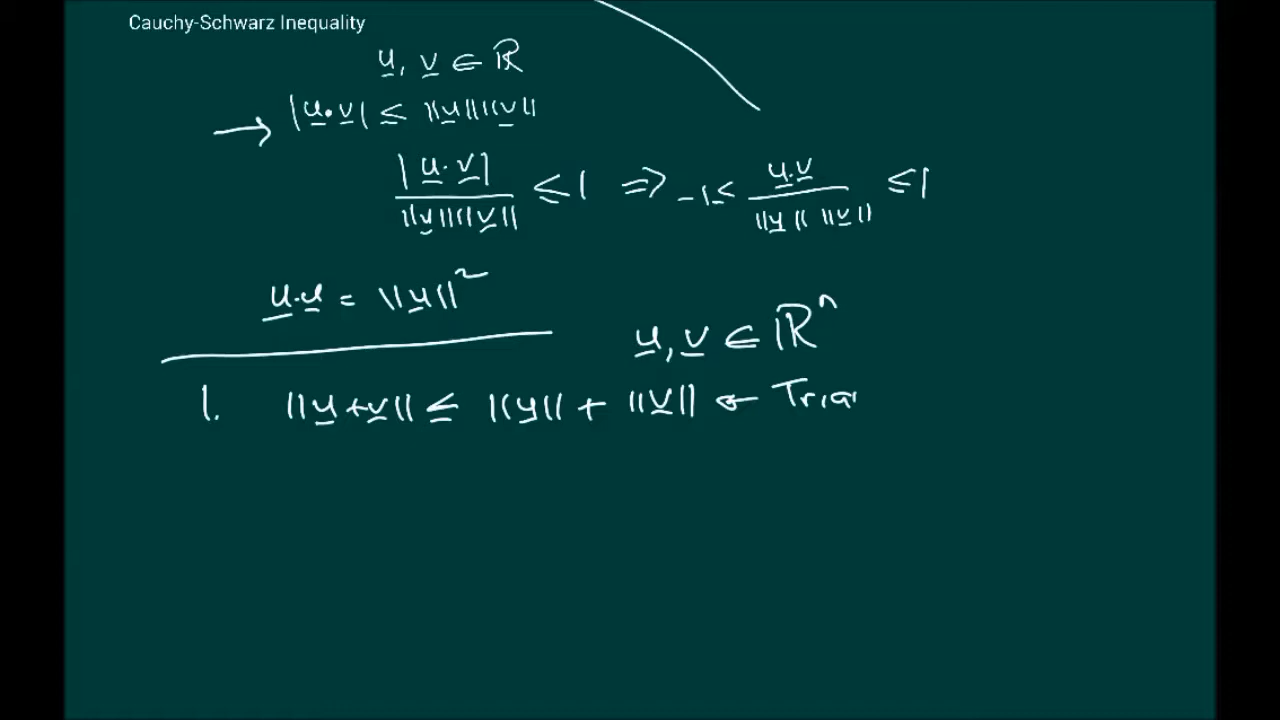 Cauchy-Schwarz Inequality
u, v ∈ ℝ
→ |u·v| ≤ ||u|| ||v||
|u·v| / ||u|| ||v|| ≤ 1 ⇒ -1 ≤ u·v / ||u|| ||v|| ≤ 1
u·u = ||u||²
u, v ∈ ℝⁿ
1. ||u+v|| ≤ ||u|| + ||v|| ← Tria